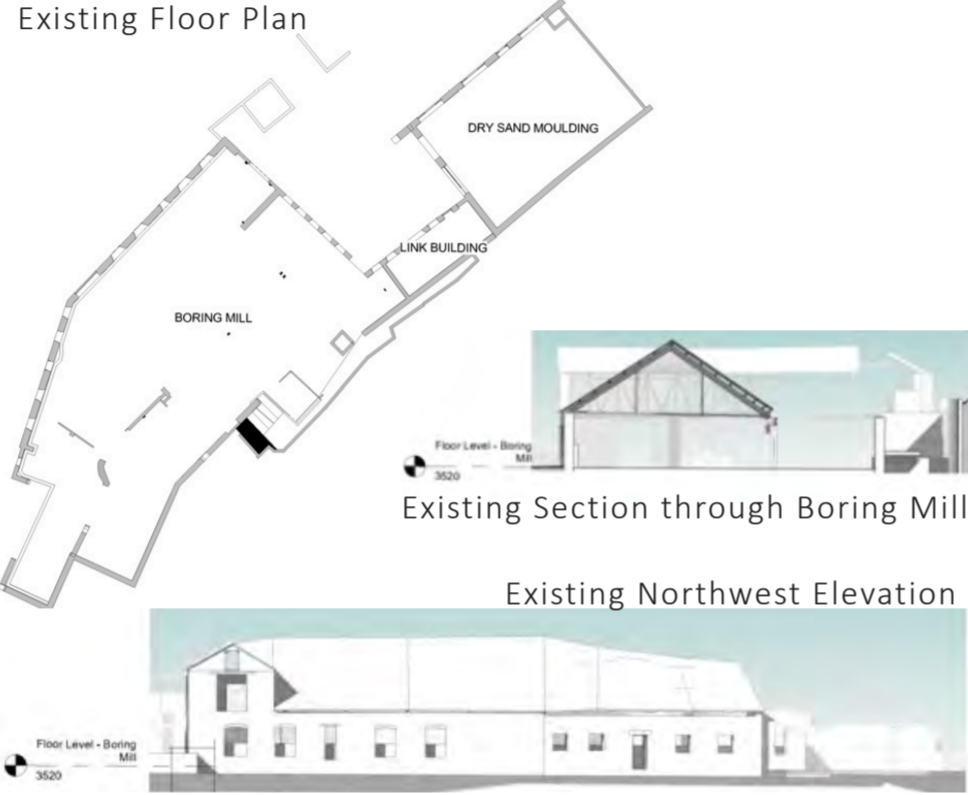 Existing Floor Plan
DRY SAND MOULDING
LINK BUILDING
BORING MILL
Floor Level - Boring
Mill
3520
Existing Section through Boring Mill
Existing Northwest Elevation
Floor Level - Boring
Mill
3520